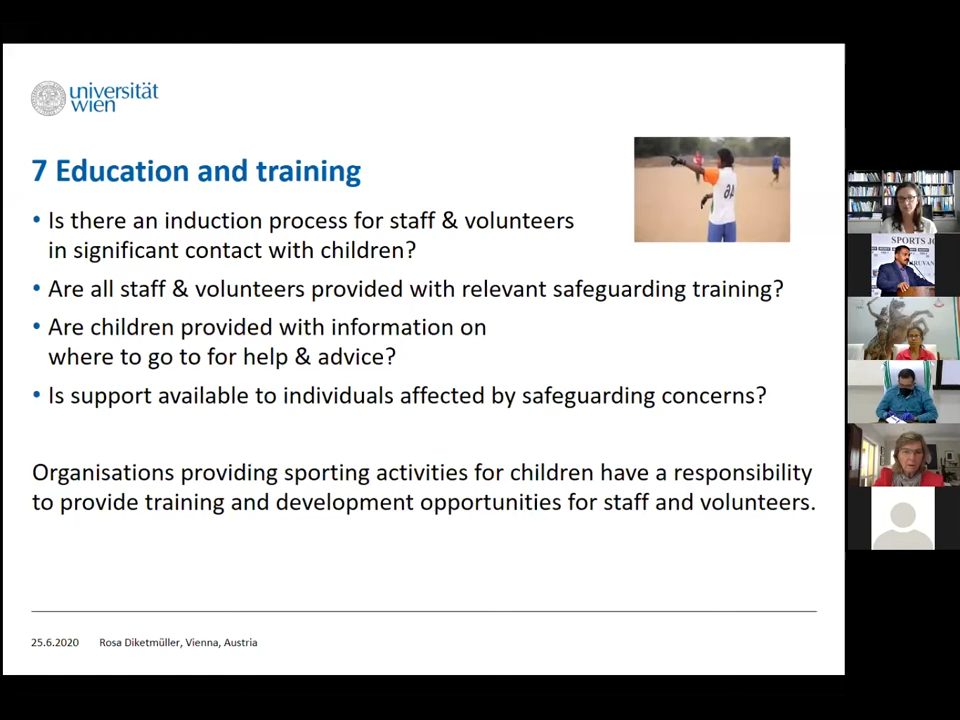 universität
wien
7 Education and training
• Is there an induction process for staff & volunteers
in significant contact with children?
• Are all staff & volunteers provided with relevant safeguarding training?
• Are children provided with information on
where to go to for help & advice?
• Is support available to individuals affected by safeguarding concerns?
Organisations providing sporting activities for children have a responsibility
to provide training and development opportunities for staff and volunteers.
25.6.2020 Rosa Diketmüller, Vienna, Austria
SPORTS